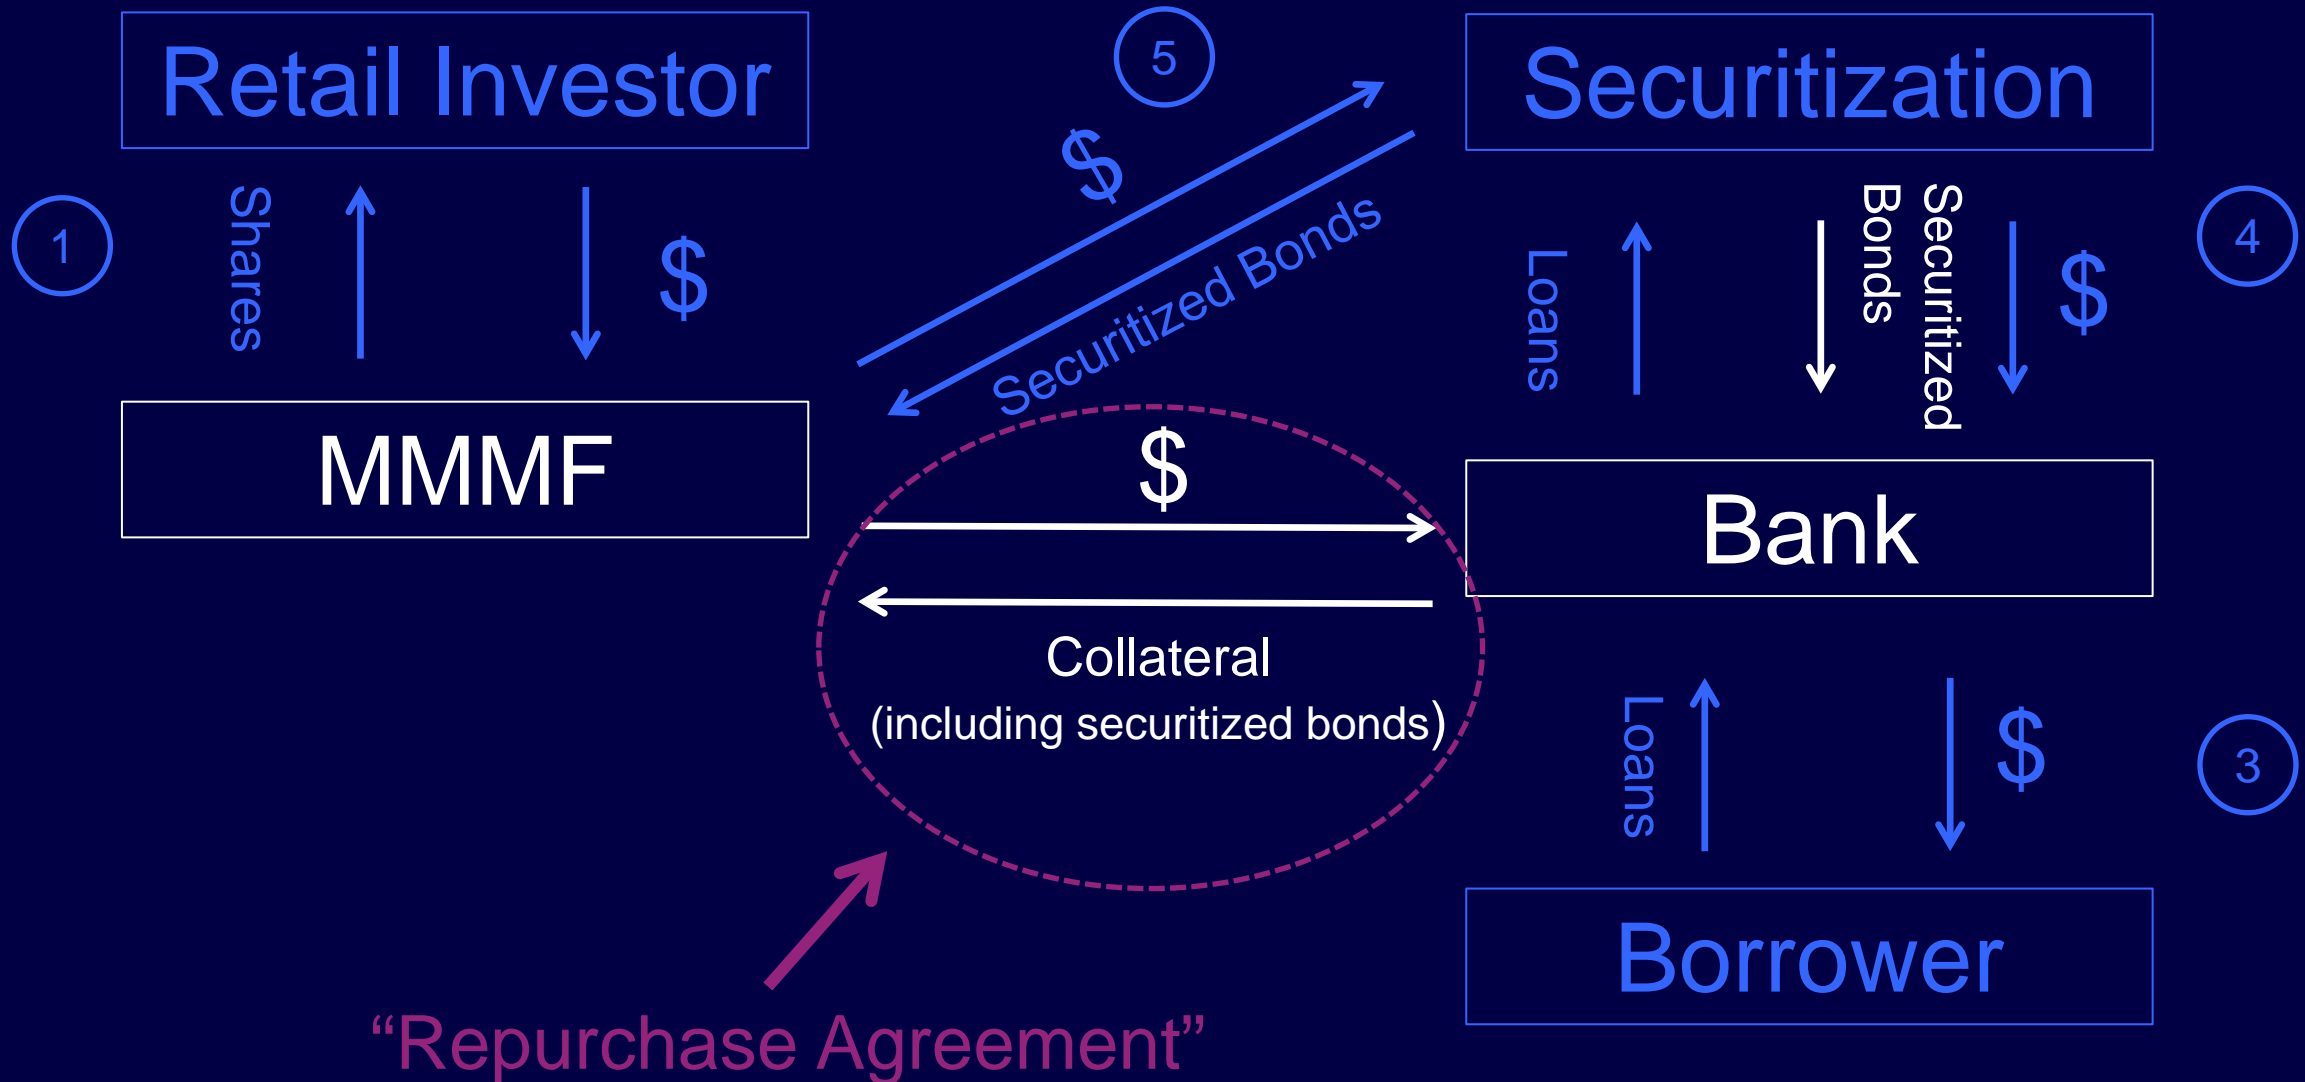 Retail Investor
5
Securitization
$
Shares
$
1
Securitized Bonds
Loans
Securitized
Bonds
$
4
MMMF
$
Bank
Collateral
(including securitized bonds)
Loans
$
3
Borrower
“Repurchase Agreement”